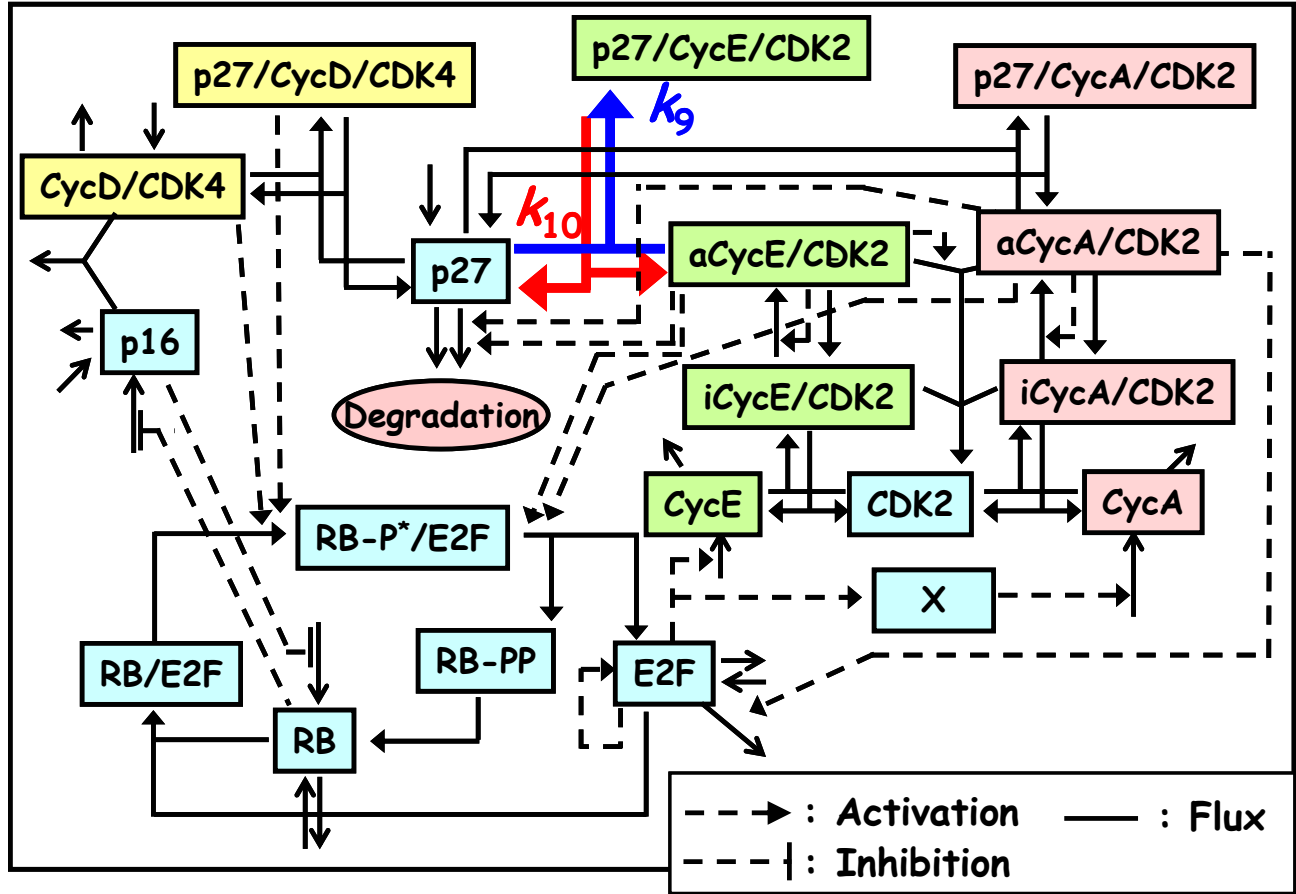 p27/CycE/CDK2
p27/CycD/CDK4
p27/CycA/CDK2
k9
CycD/CDK4
k10
aCycE/CDK2
aCycA/CDK2
p27
p16
iCycE/CDK2
iCycA/CDK2
Degradation
CycE
CDK2
CycA
RB-P*/E2F
X
RB/E2F
RB-PP
E2F
RB
: Activation
: Flux
: Inhibition